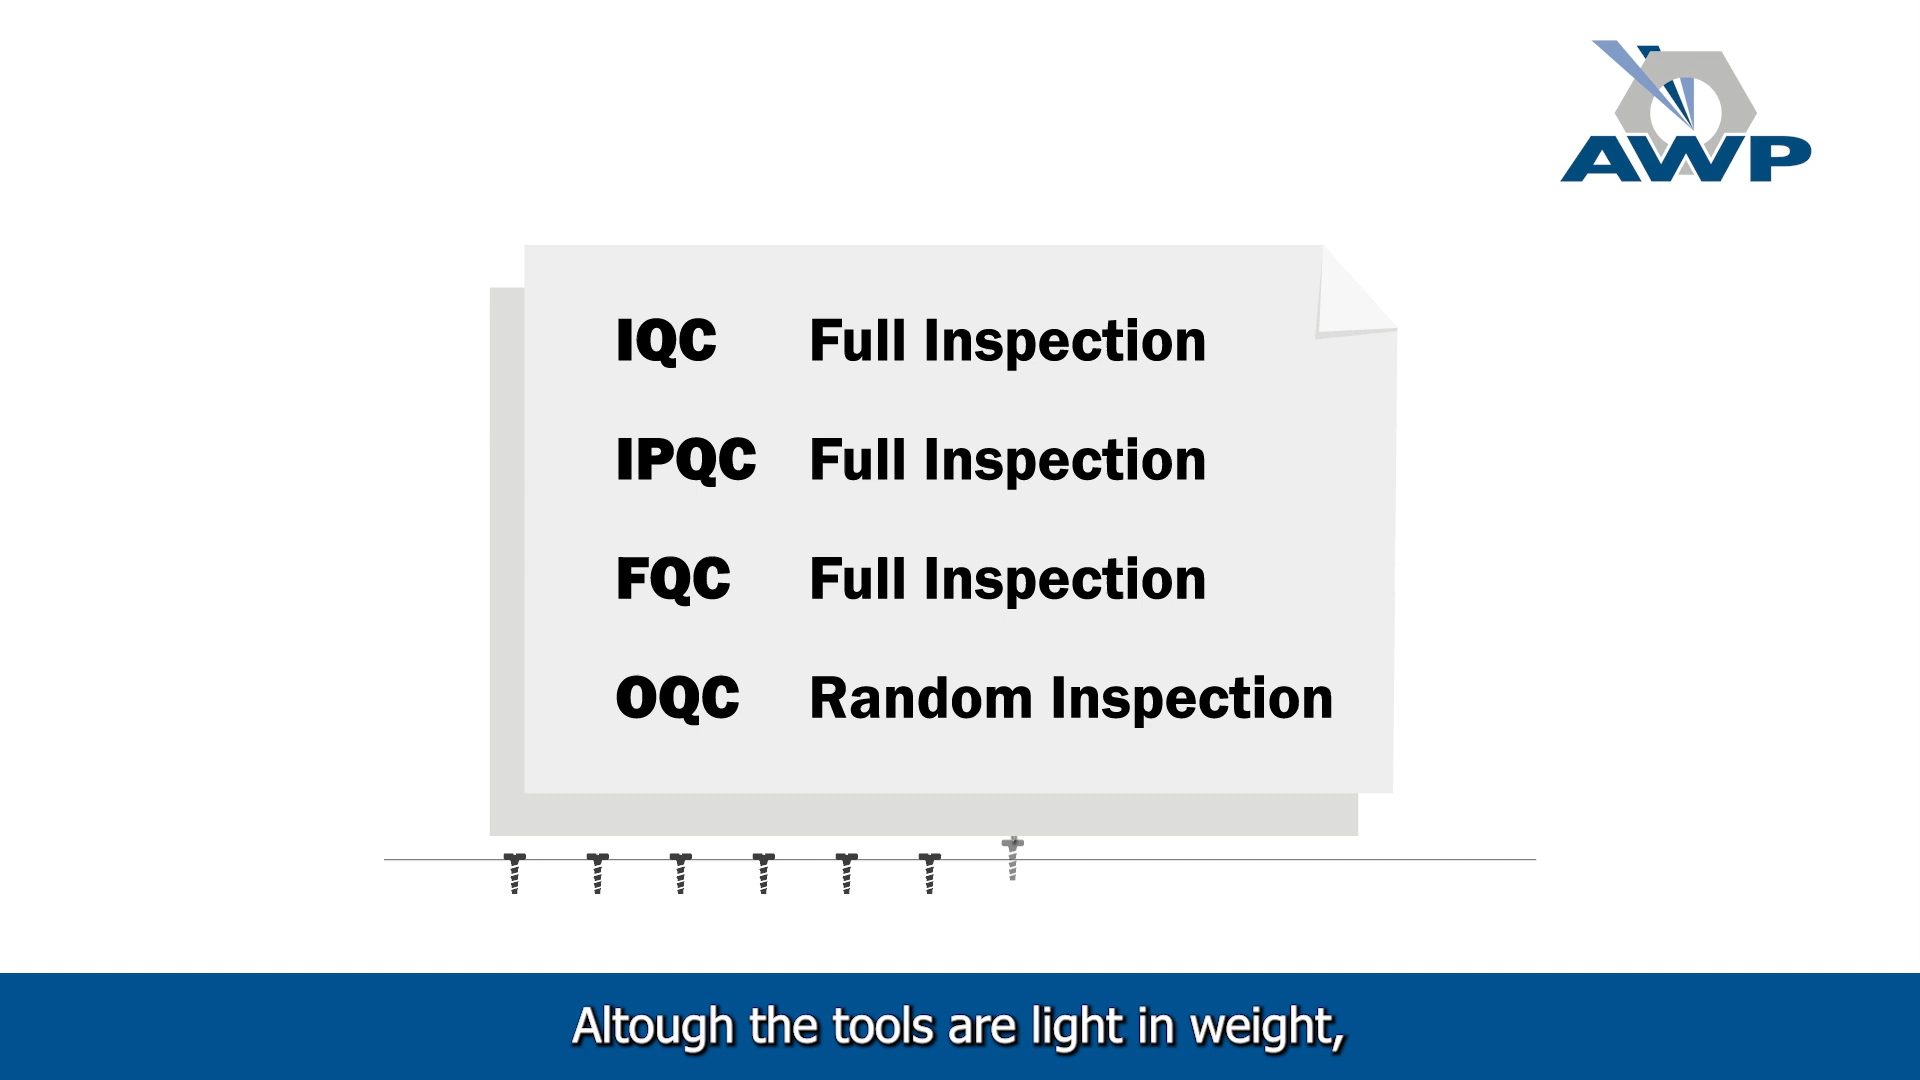 AWP
IQC Full Inspection
IPQC Full Inspection
FQC Full Inspection
OQC Random Inspection
Altough the tools are light in weight,